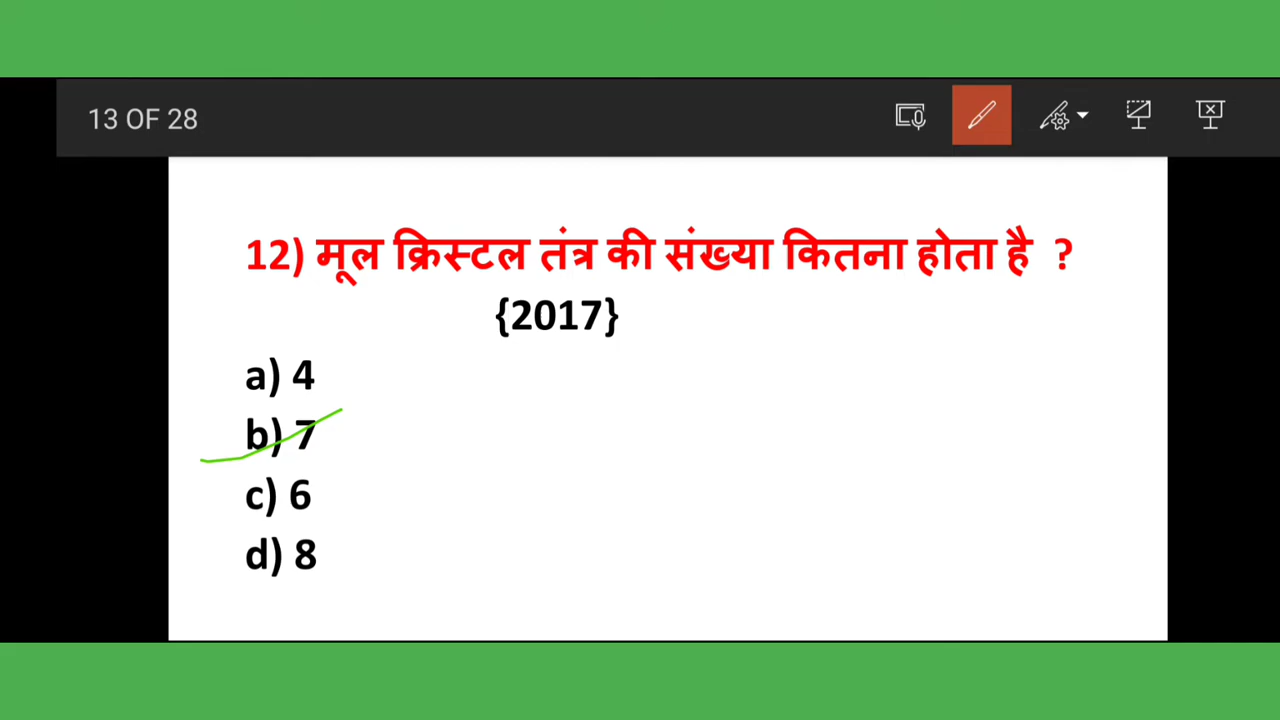 13 OF 28
12) मूल क्रिस्टल तंत्र की संख्या कितना होता है ?
{2017}
a) 4
b) 7
c) 6
d) 8